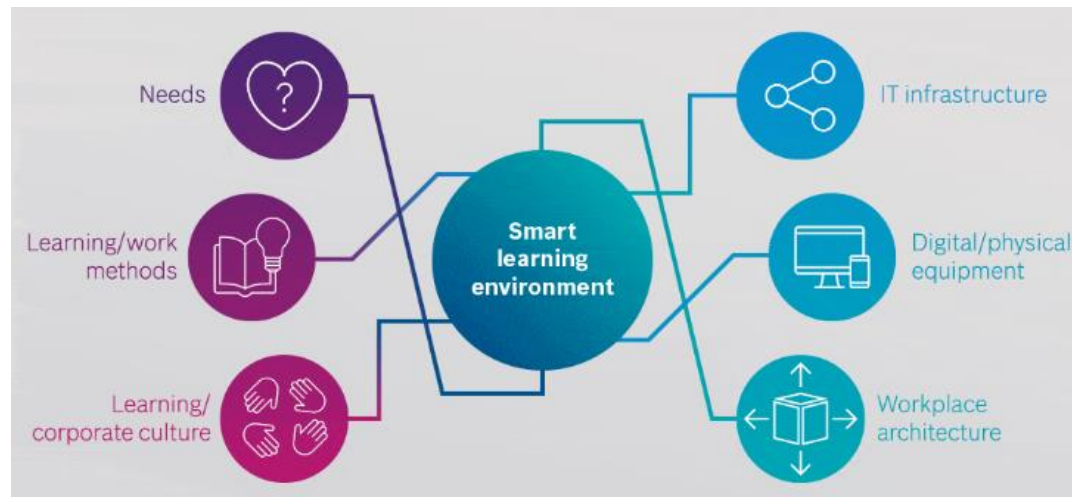 Needs
Learning/work
methods
Learning/
corporate culture
?
Smart
learning
environment
IT infrastructure
Digital/physical
equipment
Workplace
architecture